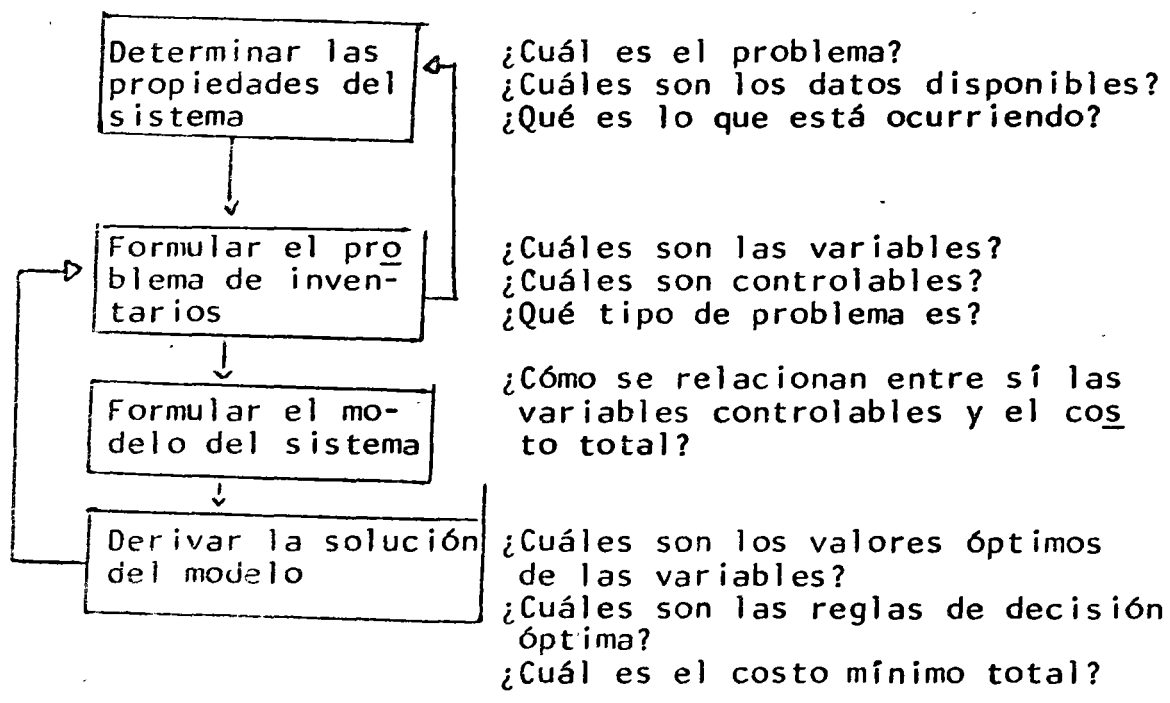 Determinar las
propiedades del
sistema
¿Cuál es el problema?
¿Cuáles son los datos disponibles?
¿Qué es lo que está ocurriendo?
Formular el pro
blema de inven-
tarios
¿Cuáles son las variables?
¿Cuáles son controlables?
¿Qué tipo de problema es?
Formular el mo-
delo del sistema
¿Cómo se relacionan entre sí las
variables controlables y el cos
to total?
Derivar la solución
del modelo
¿Cuáles son los valores óptimos
de las variables?
¿Cuáles son las reglas de decisión
óptima?
¿Cuál es el costo mínimo total?